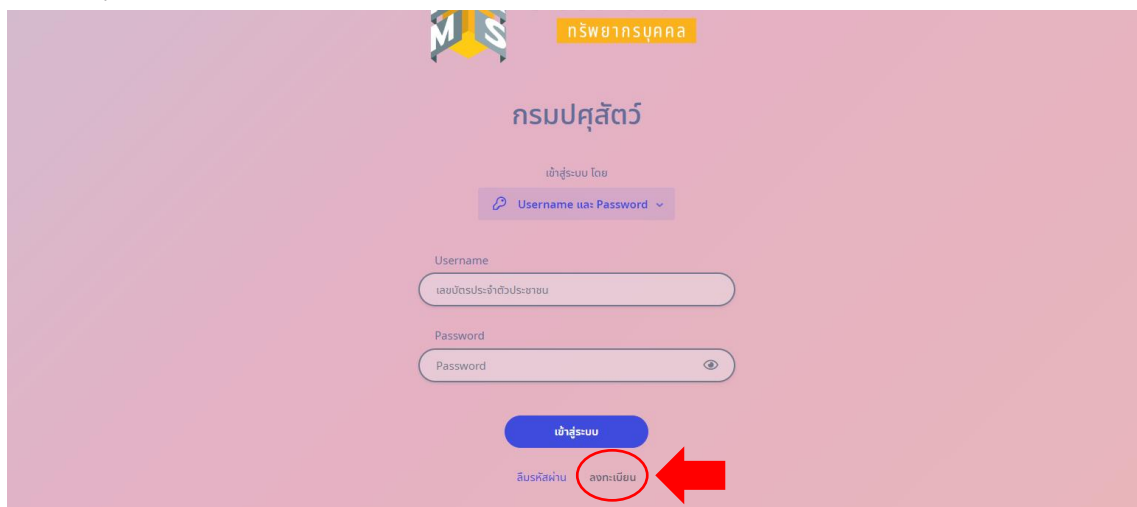 M S
ทรัพยากรบุคคล
กรมปศุสัตว์
เข้าสู่ระบบ โดย
Username และ Password
Username
เลขบัตรประจำตัวประชาชน
Password
Password
เข้าสู่ระบบ
ลืมรหัสผ่าน ลงทะเบียน